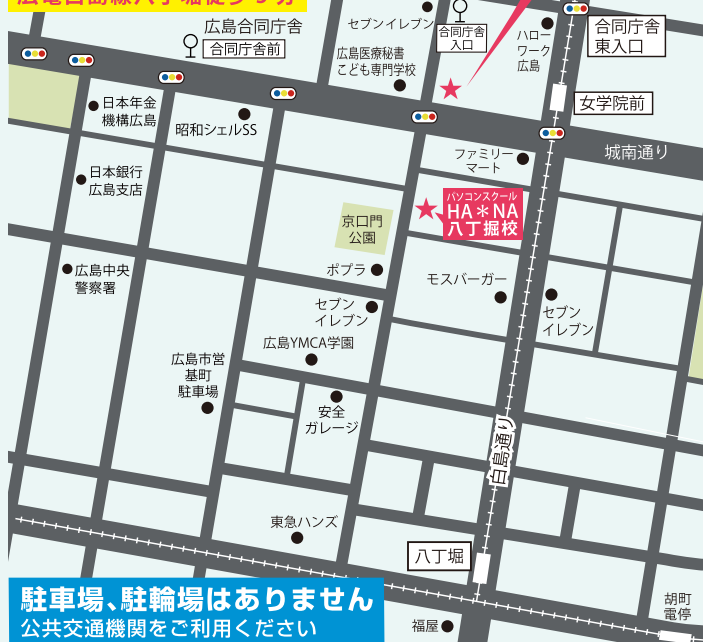 広島合同庁舎
合同庁舎前
セブンイレブン
広島医療秘書
こども専門学校
合同庁舎
入口
ハロー
ワーク
広島
合同庁舎
東入口
女学院前
城南通り
日本年金
機構広島
昭和シェルSS
ファミリー
マート
日本銀行
広島支店
パソコンスクール
HA＊NA
八丁掘校
京口門
公園
ポプラ
広島中央
警察署
モスバーガー
セブン
イレブン
セブン
イレブン
広島YMCA学園
広島市営
基町
駐車場
安全
ガレージ
白島通り
東急ハンズ
八丁堀
胡町
電停
福屋
駐車場、駐輪場はありません
公共交通機関をご利用ください